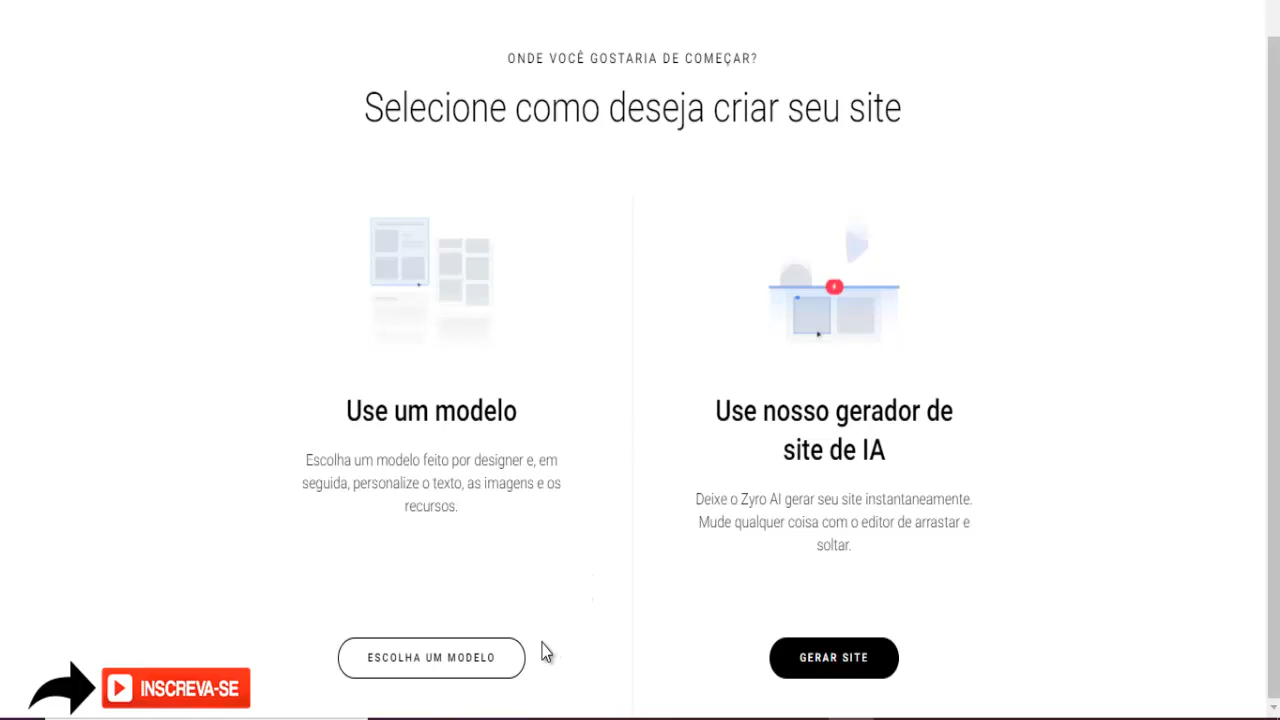 ONDE VOCÊ GOSTARIA DE COMEÇAR?
Selecione como deseja criar seu site
Use um modelo
Escolha um modelo feito por designer e, em
seguida, personalize o texto, as imagens e os
recursos.
ESCOLHA UM MODELO
Use nosso gerador de
site de IA
Deixe o Zyro AI gerar seu site instantaneamente.
Mude qualquer coisa com o editor de arrastar e
soltar.
GERAR SITE
INSCREVA-SE